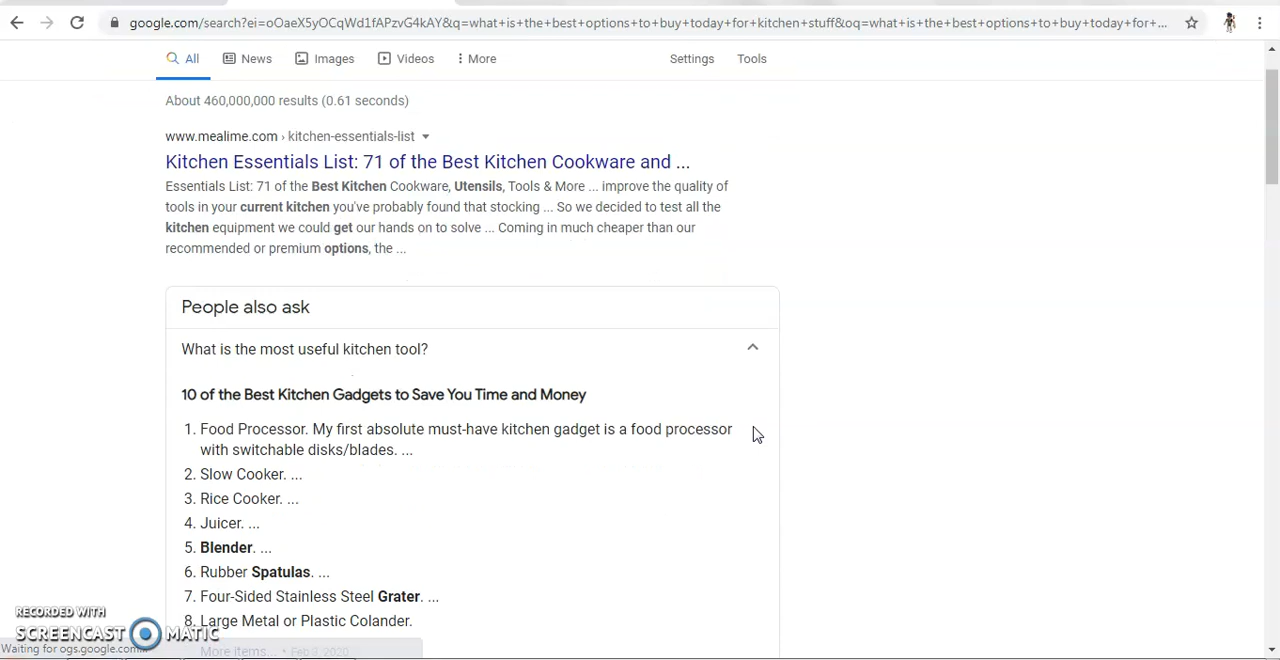 google.com/search?ei=oOaeX5yOCqWd1fAPzvG4kAY&q=what+is+the+best+options+to+buy+today+for+kitchen+stuff&oq=what+is+the+best+options+to+buy+today+for+...
All News Images Videos More Settings Tools
About 460,000,000 results (0.61 seconds)
www.mealime.com › kitchen-essentials-list
Kitchen Essentials List: 71 of the Best Kitchen Cookware and ...
Essentials List: 71 of the Best Kitchen Cookware, Utensils, Tools & More ... improve the quality of
tools in your current kitchen you've probably found that stocking ... So we decided to test all the
kitchen equipment we could get our hands on to solve ... Coming in much cheaper than our
recommended or premium options, the ...
People also ask
What is the most useful kitchen tool?
10 of the Best Kitchen Gadgets to Save You Time and Money
1. Food Processor. My first absolute must-have kitchen gadget is a food processor
with switchable disks/blades. ...
2. Slow Cooker. ...
3. Rice Cooker. ...
4. Juicer. ...
5. Blender. ...
6. Rubber Spatulas. ...
7. Four-Sided Stainless Steel Grater. ...
8. Large Metal or Plastic Colander.
More items... • Feb 3, 2020
RECORDED WITH
SCREENCAST MATIC
Waiting for ogs.google.com...